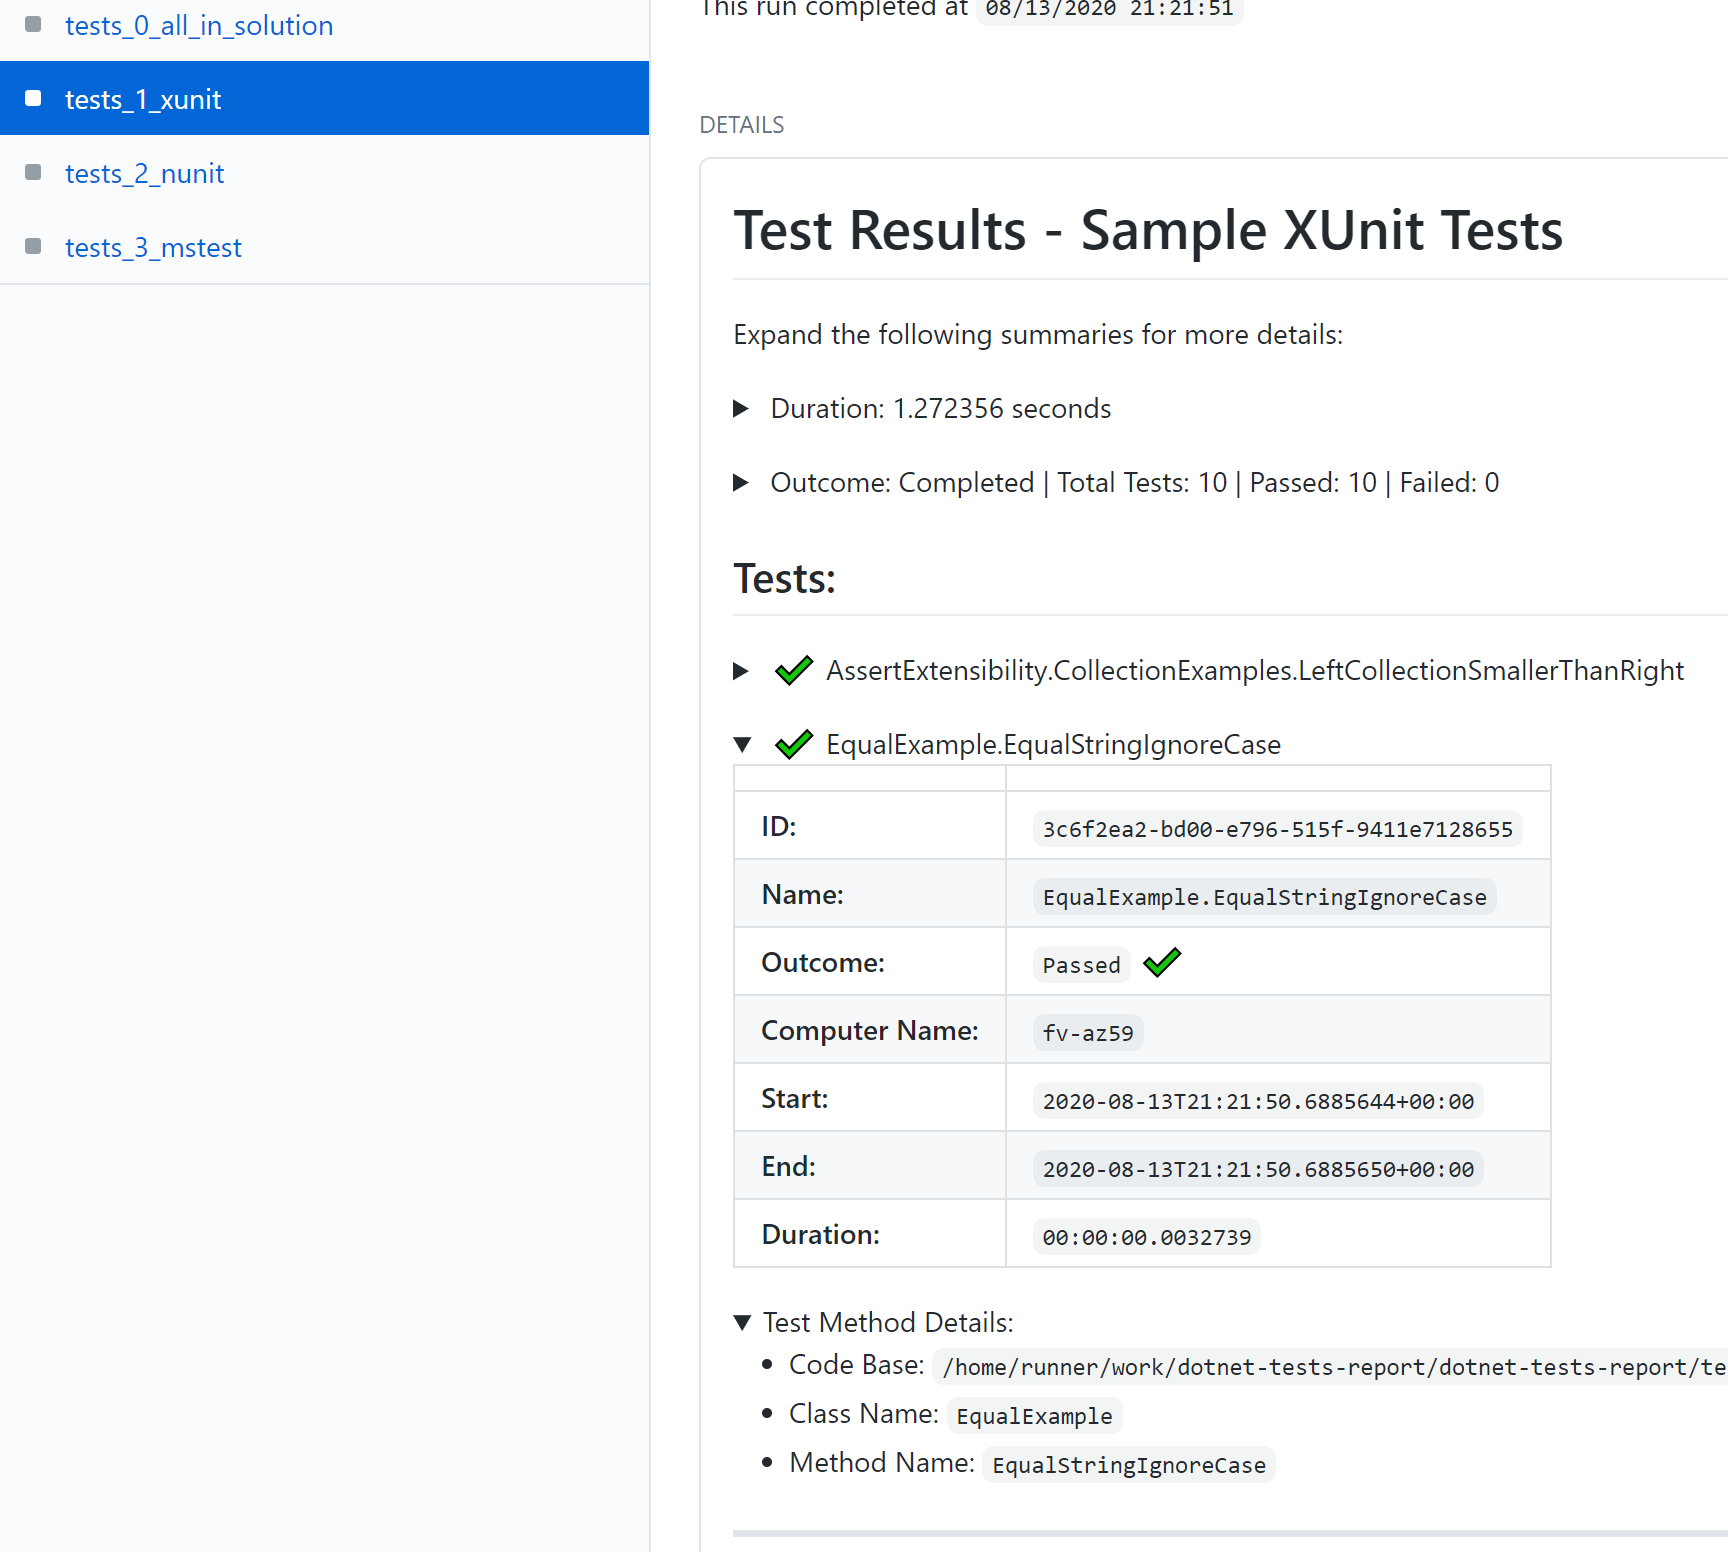 tests_0_all_in_solution
tests_1_xunit
tests_2_nunit
tests_3_mstest
This run completed at 08/13/2020 21:21:51
DETAILS
Test Results - Sample XUnit Tests
Expand the following summaries for more details:
Duration: 1.272356 seconds
Outcome: Completed | Total Tests: 10 | Passed: 10 | Failed: 0
Tests:
AssertExtensibility.CollectionExamples.LeftCollectionSmallerThanRight
EqualExample.EqualStringIgnoreCase
ID: 3c6f2ea2-bd00-e796-515f-9411e7128655
Name: EqualExample.EqualStringIgnoreCase
Outcome: Passed
Computer Name: fv-az59
Start: 2020-08-13T21:21:50.6885644+00:00
End: 2020-08-13T21:21:50.6885650+00:00
Duration: 00:00:00.0032739
Test Method Details:
• Code Base: /home/runner/work/dotnet-tests-report/dotnet-tests-report/te
• Class Name: EqualExample
• Method Name: EqualStringIgnoreCase